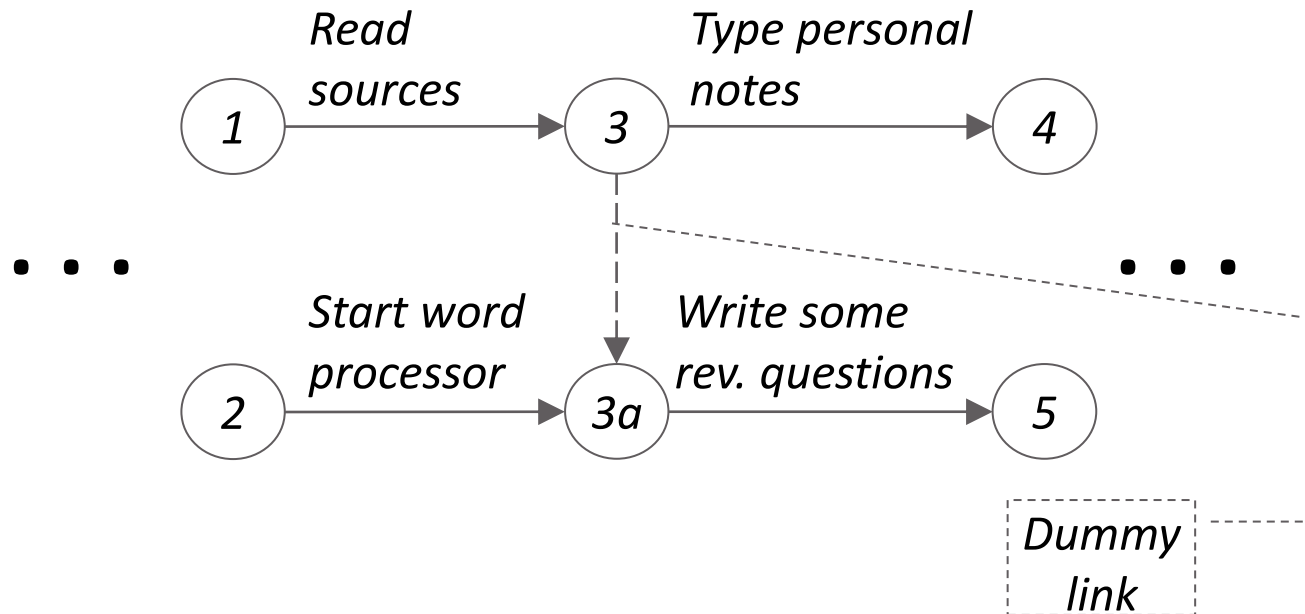 Read
sources
Type personal
notes
1
3
4
. . .
. . .
Start word
processor
Write some
rev. questions
2
3a
5
Dummy
link